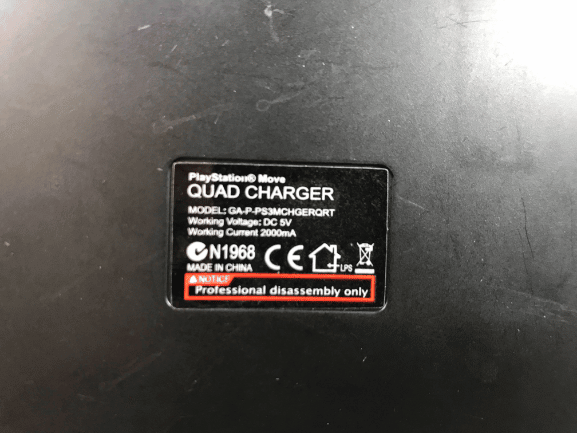 PlayStation® Move
QUAD CHARGER
MODEL: GA-P-PS3MCHGERQRT
Working Voltage: DC 5V
Working Current 2000mA
N1968 CE
MADE IN CHINA
LPS
NOTICE
Professional disassembly only